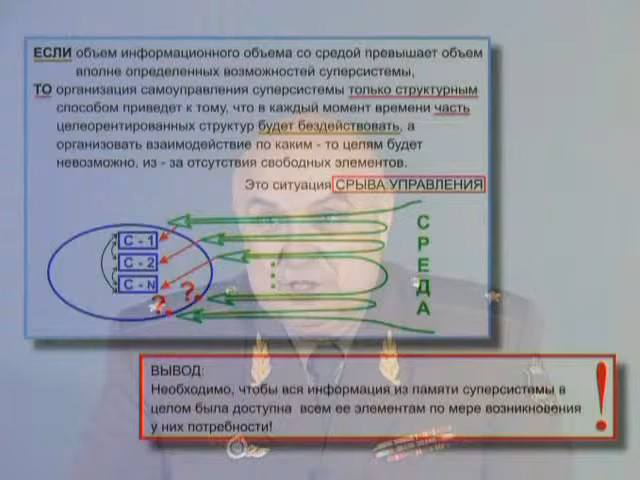 ЕСЛИ объем информационного объема со средой превышает объем
вполне определенных возможностей суперсистемы,
ТО организация самоуправления суперсистемы только структурным
способом приведет к тому, что в каждый момент времени часть
целеорентированных структур будет бездействовать, а
организовать взаимодействие по каким - то целям будет
невозможно, из - за отсутствия свободных элементов.
Это ситуация СРЫВА УПРАВЛЕНИЯ
С - 1
С - 2
С - N
? ?
СРЕДА
ВЫВОД:
Необходимо, чтобы вся информация из памяти суперсистемы в
целом была доступна всем ее элементам по мере возникновения
у них потребности!
!